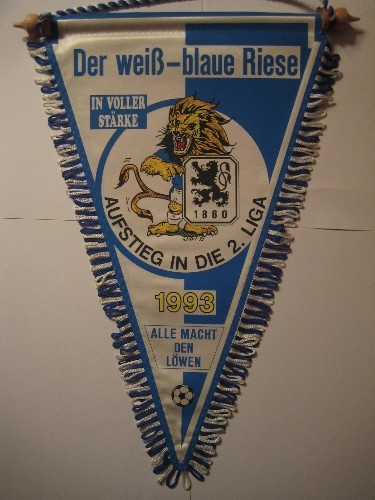 Der weiß-blaue Riese
IN VOLLER
STÄRKE
1860
AUFSTIEG IN DIE 2. LIGA
1993
ALLE MACHT
DEN
LÖWEN